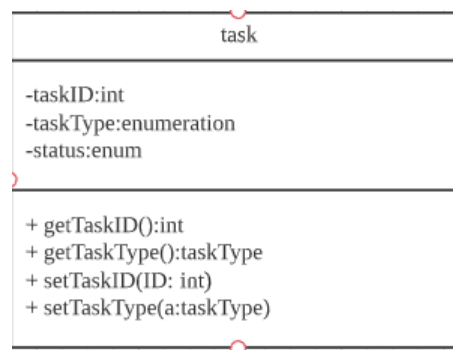 task
-taskID:int
-taskType:enumeration
-status:enum
+ getTaskID():int
+ getTaskType():taskType
+ setTaskID(ID: int)
+ setTaskType(a:taskType)